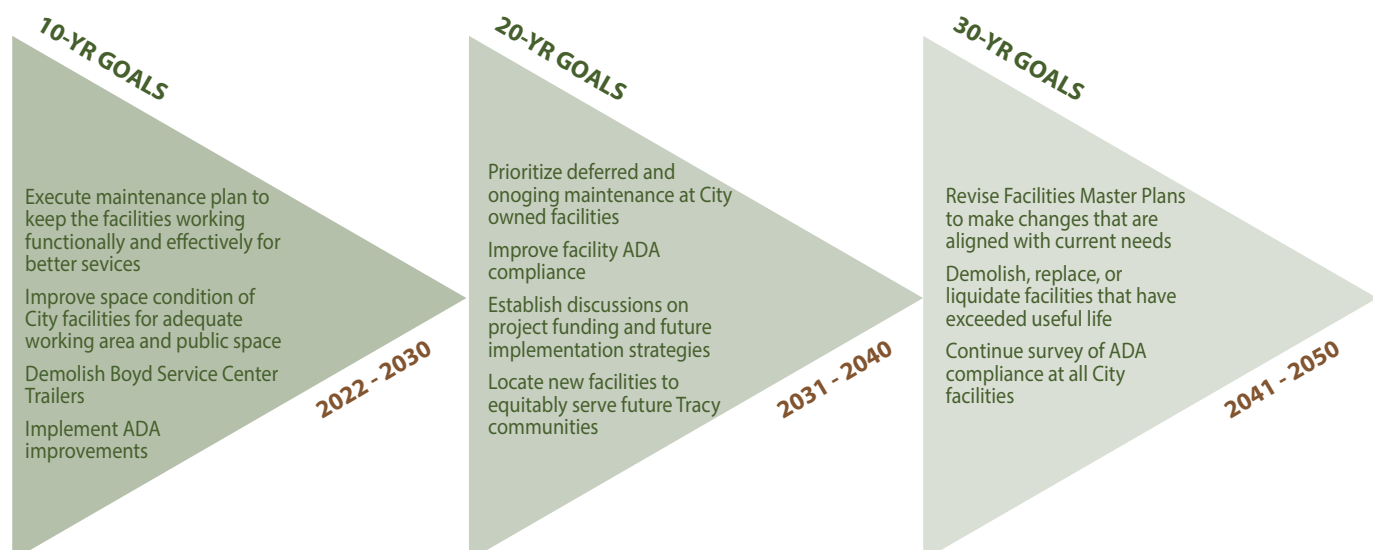 10-YR GOALS
Execute maintenance plan to
keep the facilities working
functionally and effectively for
better sevices
Improve space condition of
City facilities for adequate
working area and public space
Demolish Boyd Service Center
Trailers
Implement ADA
improvements
2022 - 2030
20-YR GOALS
Prioritize deferred and
onoging maintenance at City
owned facilities
Improve facility ADA
compliance
Establish discussions on
project funding and future
implementation strategies
Locate new facilities to
equitably serve future Tracy
communities
2031 - 2040
30-YR GOALS
Revise Facilities Master Plans
to make changes that are
aligned with current needs
Demolish, replace, or
liquidate facilities that have
exceeded useful life
Continue survey of ADA
compliance at all City
facilities
2041 - 2050